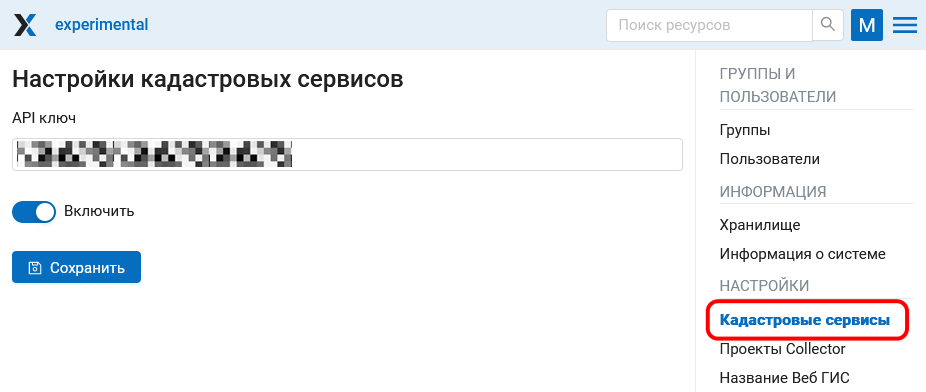 experimental
Поиск ресурсов
М
Настройки кадастровых сервисов
API ключ
Включить
Сохранить
ГРУППЫ И
ПОЛЬЗОВАТЕЛИ
Группы
Пользователи
ИНФОРМАЦИЯ
Хранилище
Информация о системе
НАСТРОЙКИ
Кадастровые сервисы
Проекты Collector
Название Веб ГИС